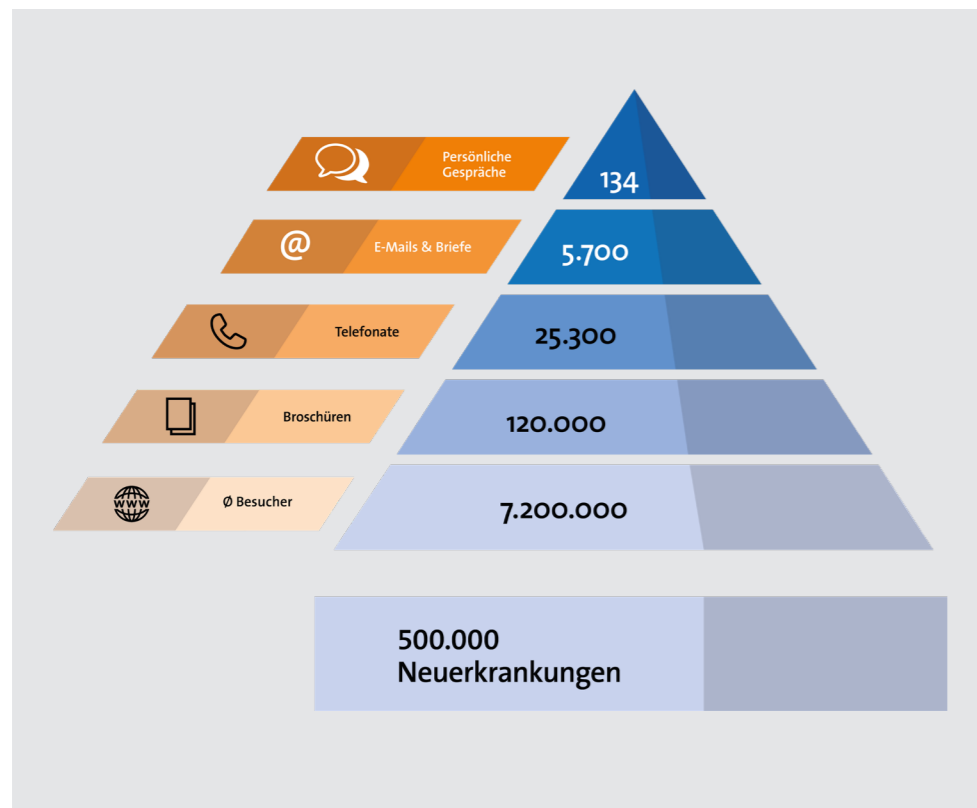 Persönliche
Gespräche
134
@
E-Mails & Briefe
5.700
Telefonate
25.300
Broschüren
120.000
www
Ø Besucher
7.200.000
500.000
Neuerkrankungen